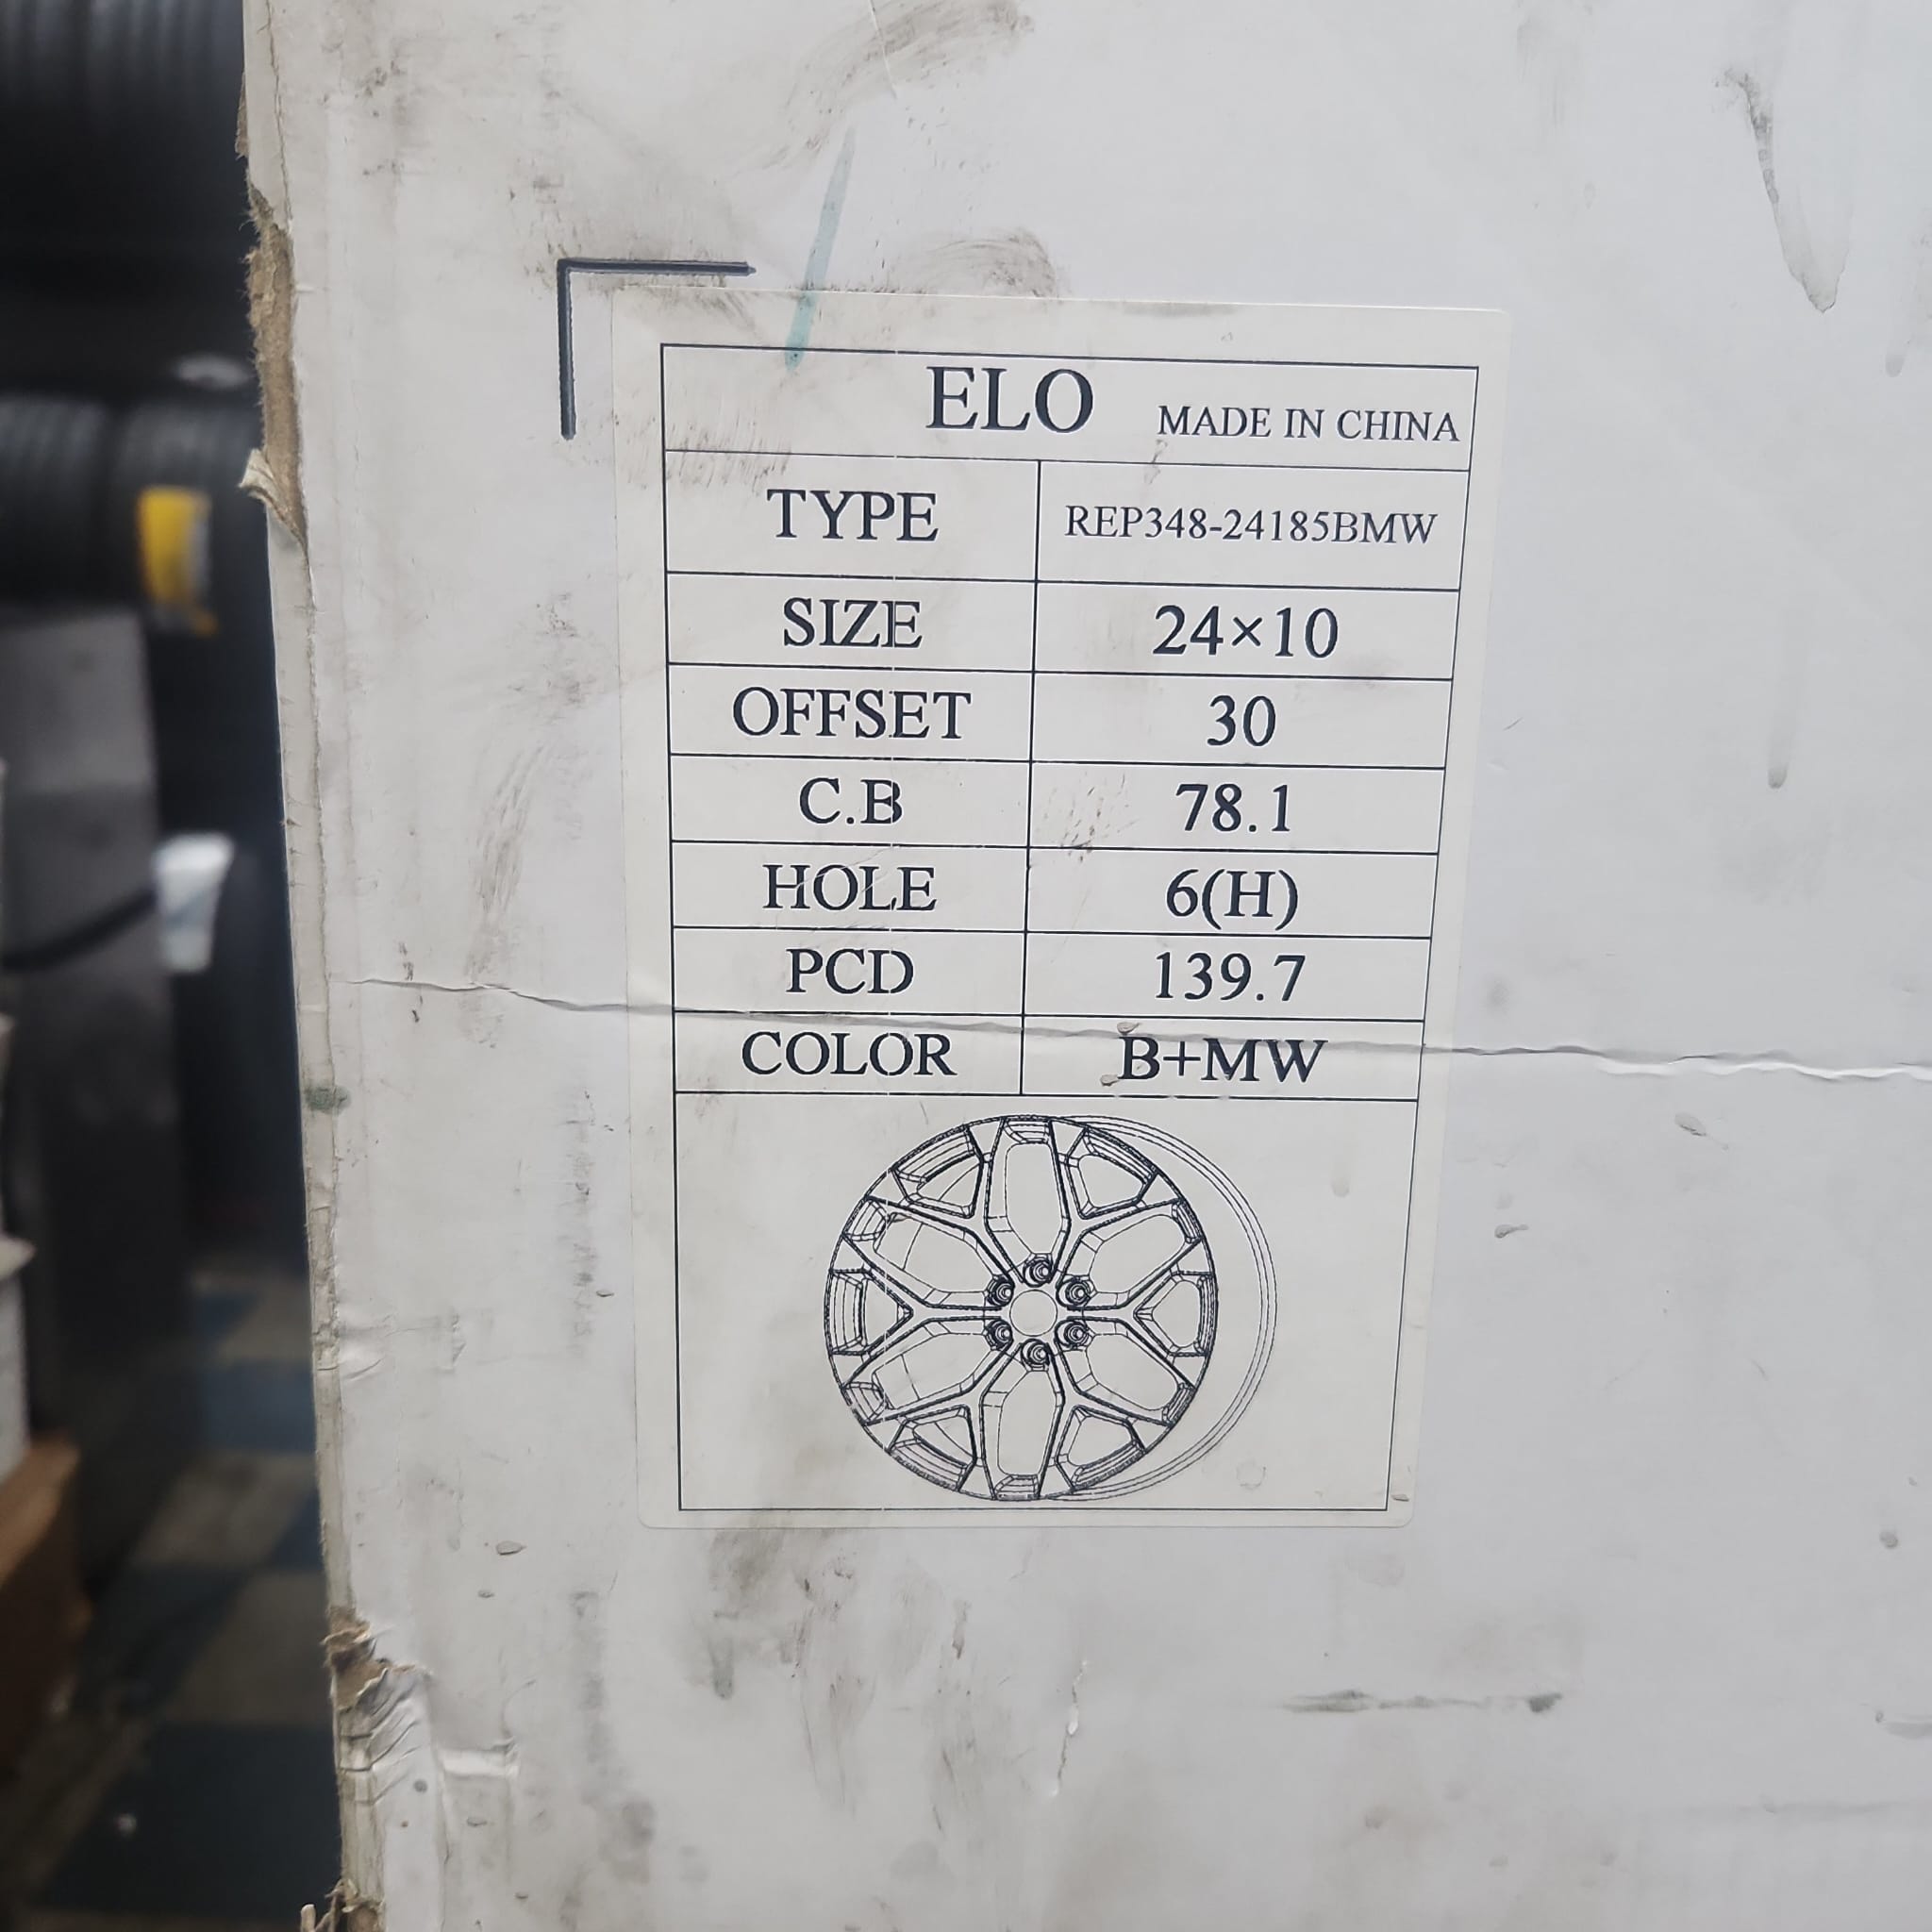 ELO MADE IN CHINA
TYPE REP348-24185BMW
SIZE 24×10
OFFSET 30
C.B 78.1
HOLE 6(H)
PCD 139.7
COLOR B+MW